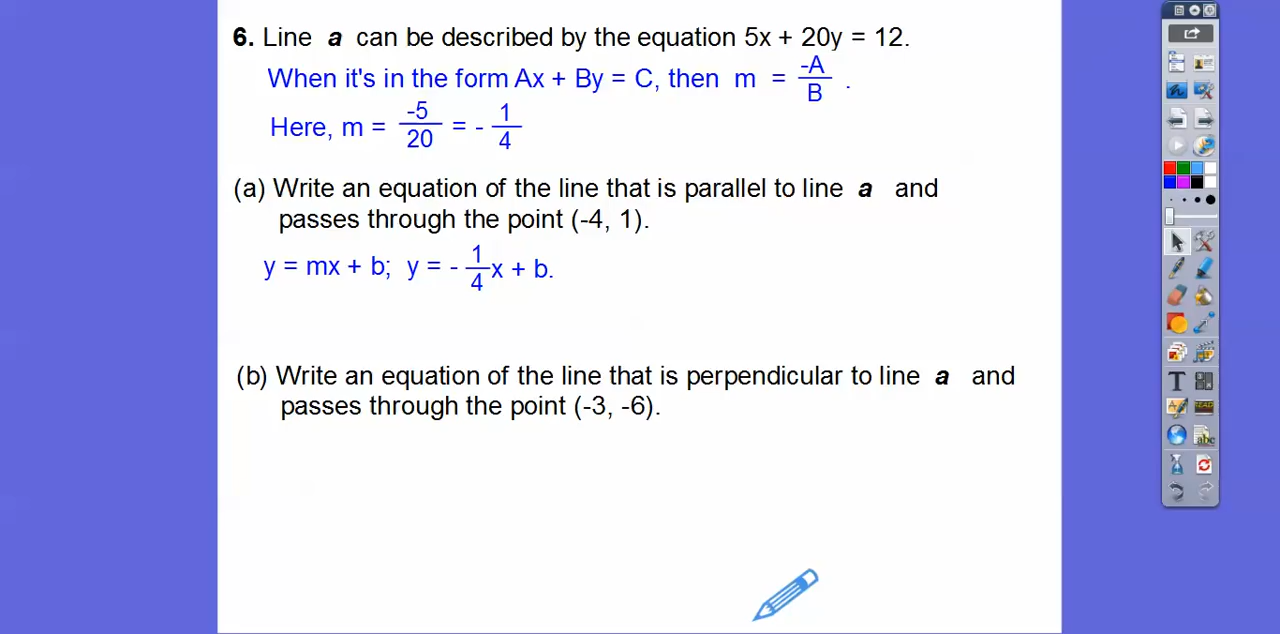 6. Line a can be described by the equation 5x + 20y = 12.
When it's in the form Ax + By = C, then m = -A/B .
Here, m = -5/20 = - 1/4
(a) Write an equation of the line that is parallel to line a and
passes through the point (-4, 1).
y = mx + b; y = - 1/4 x + b.
(b) Write an equation of the line that is perpendicular to line a and
passes through the point (-3, -6).
T
abc